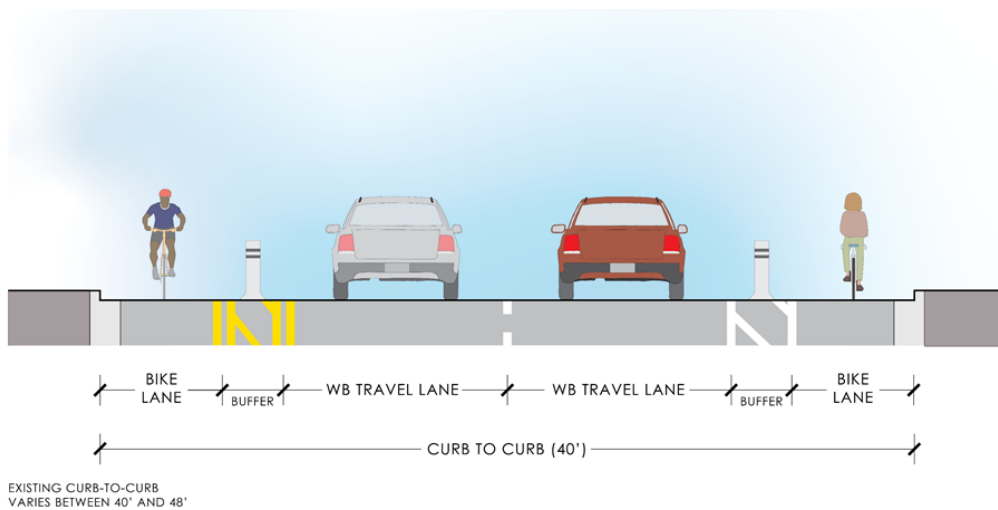 BIKE
LANE
BUFFER
WB TRAVEL LANE
WB TRAVEL LANE
BUFFER
BIKE
LANE
CURB TO CURB (40')
EXISTING CURB-TO-CURB
VARIES BETWEEN 40' AND 48'